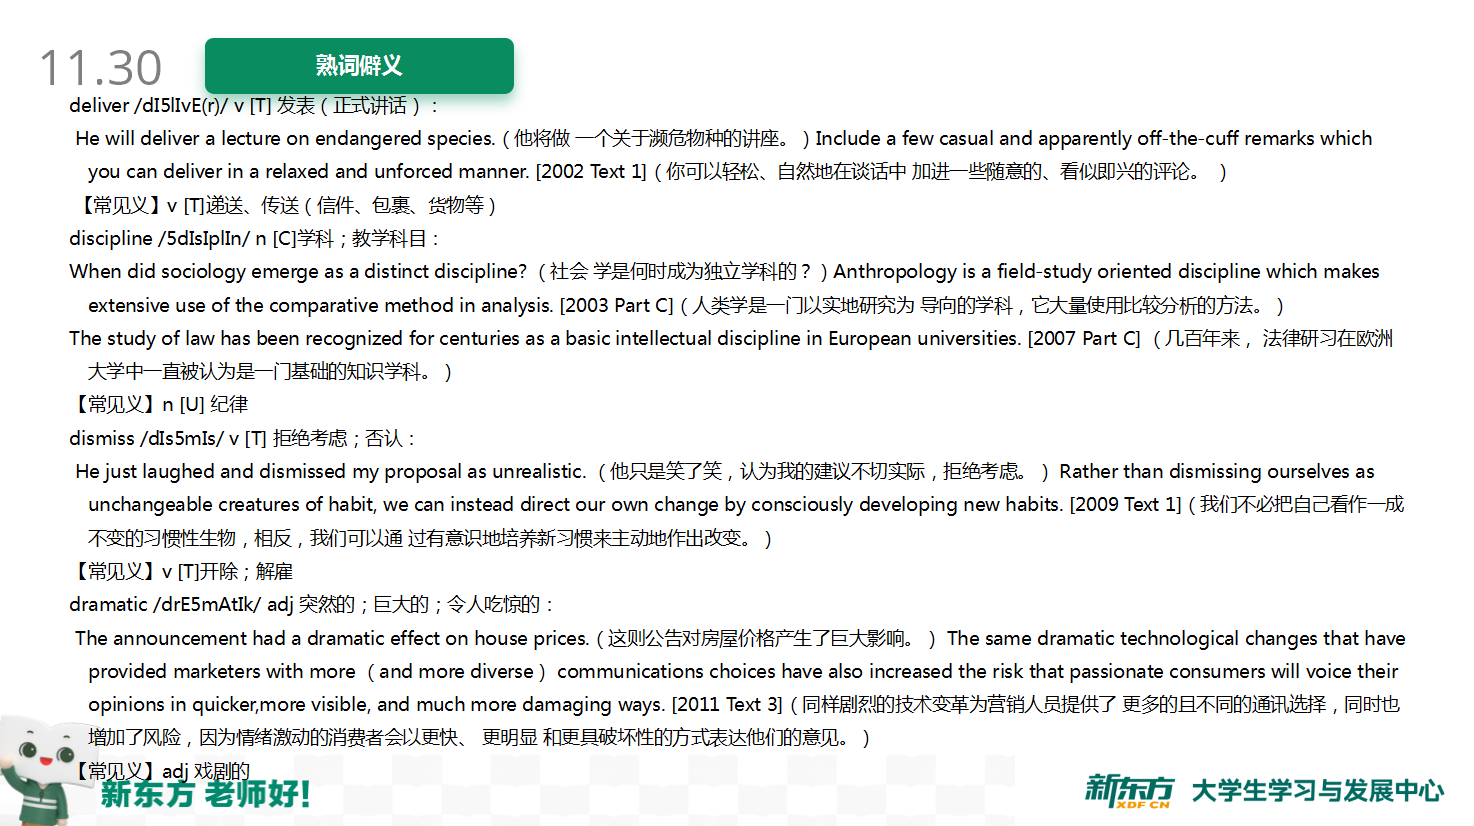 11.30
熟词僻义
deliver /dI5lIvE(r)/ v [T] 发表（正式讲话）：
He will deliver a lecture on endangered species.（他将做 一个关于濒危物种的讲座。）Include a few casual and apparently off-the-cuff remarks which
you can deliver in a relaxed and unforced manner. [2002 Text 1]（你可以轻松、自然地在谈话中 加进一些随意的、看似即兴的评论。 ）
【常见义】v [T]递送、传送（信件、包裹、货物等）
discipline /5dIsIplIn/ n [C]学科；教学科目：
When did sociology emerge as a distinct discipline? （社会 学是何时成为独立学科的？）Anthropology is a field-study oriented discipline which makes
extensive use of the comparative method in analysis. [2003 Part C]（人类学是一门以实地研究为 导向的学科，它大量使用比较分析的方法。）
The study of law has been recognized for centuries as a basic intellectual discipline in European universities. [2007 Part C] （几百年来， 法律研习在欧洲
大学中一直被认为是一门基础的知识学科。）
【常见义】n [U] 纪律
dismiss /dIs5mIs/ v [T] 拒绝考虑；否认：
He just laughed and dismissed my proposal as unrealistic. （他只是笑了笑，认为我的建议不切实际，拒绝考虑。） Rather than dismissing ourselves as
unchangeable creatures of habit, we can instead direct our own change by consciously developing new habits. [2009 Text 1]（我们不必把自己看作一成
不变的习惯性生物，相反，我们可以通 过有意识地培养新习惯来主动地作出改变。）
【常见义】v [T]开除；解雇
dramatic /drE5mAtIk/ adj 突然的；巨大的；令人吃惊的：
The announcement had a dramatic effect on house prices.（这则公告对房屋价格产生了巨大影响。） The same dramatic technological changes that have
provided marketers with more （and more diverse） communications choices have also increased the risk that passionate consumers will voice their
opinions in quicker,more visible, and much more damaging ways. [2011 Text 3]（同样剧烈的技术变革为营销人员提供了 更多的且不同的通讯选择，同时也
增加了风险，因为情绪激动的消费者会以更快、 更明显 和更具破坏性的方式表达他们的意见。）
【常见义】adj 戏剧的
新东方 老师好！
新东方 XDF.CN 大学生学习与发展中心